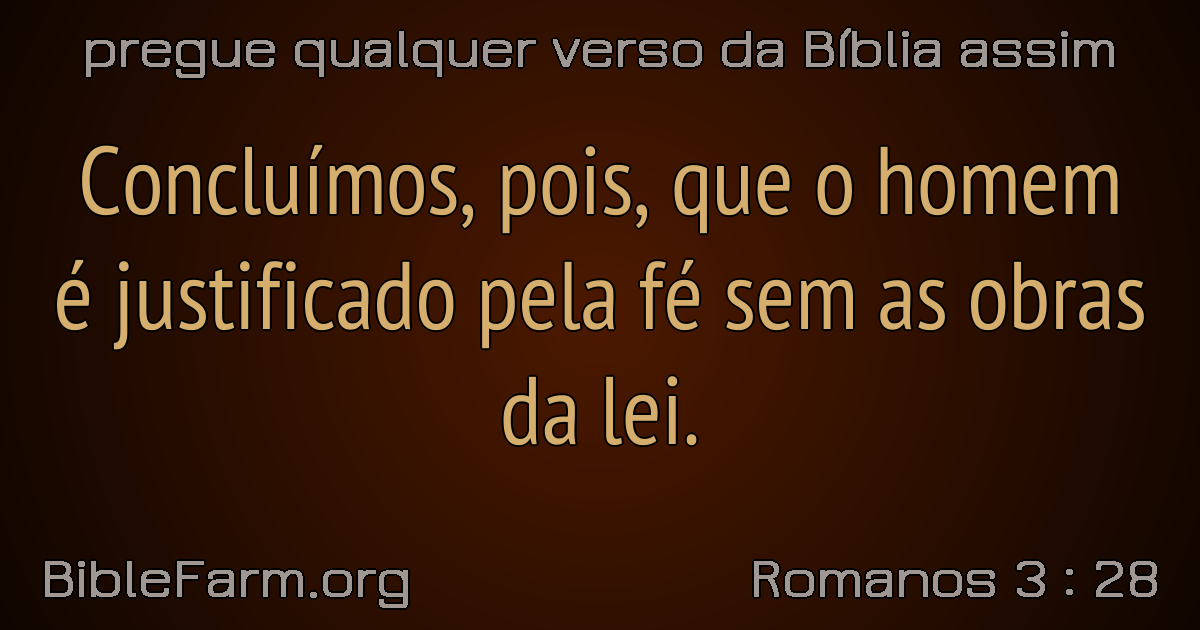 pregue qualquer verso da Bíblia assim
Concluímos, pois, que o homem
é justificado pela fé sem as obras
da lei.
BibleFarm.org
Romanos 3 : 28